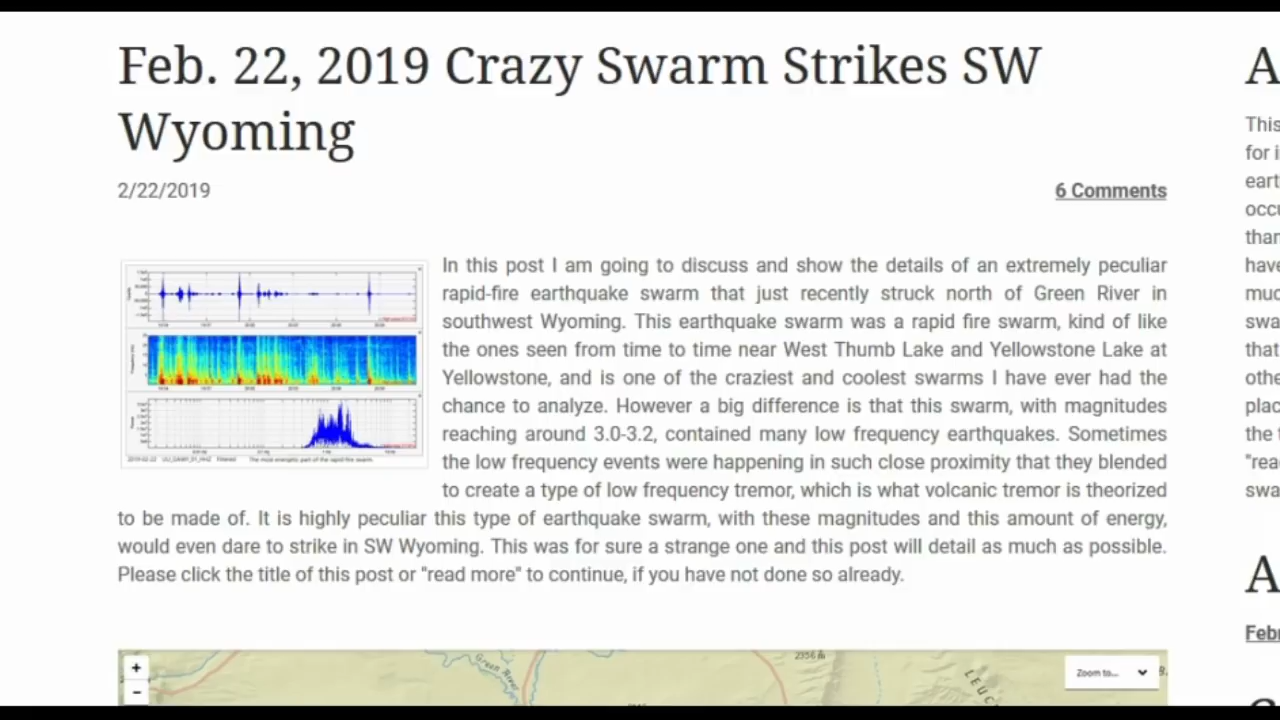 Feb. 22, 2019 Crazy Swarm Strikes SW
Wyoming
2/22/2019
6 Comments
In this post I am going to discuss and show the details of an extremely peculiar
rapid-fire earthquake swarm that just recently struck north of Green River in
southwest Wyoming. This earthquake swarm was a rapid fire swarm, kind of like
the ones seen from time to time near West Thumb Lake and Yellowstone Lake at
Yellowstone, and is one of the craziest and coolest swarms I have ever had the
chance to analyze. However a big difference is that this swarm, with magnitudes
reaching around 3.0-3.2, contained many low frequency earthquakes. Sometimes
the low frequency events were happening in such close proximity that they blended
to create a type of low frequency tremor, which is what volcanic tremor is theorized
to be made of. It is highly peculiar this type of earthquake swarm, with these magnitudes and this amount of energy,
would even dare to strike in SW Wyoming. This was for sure a strange one and this post will detail as much as possible.
Please click the title of this post or "read more" to continue, if you have not done so already.
The most energetic part of the rapid-fire swarm.
+
−
Green River
2356 m
LEUC
Zoom to...
A
This
for i
eart
occu
than
have
muc
swa
that
othe
plac
the f
"rea
swa
A
Febr